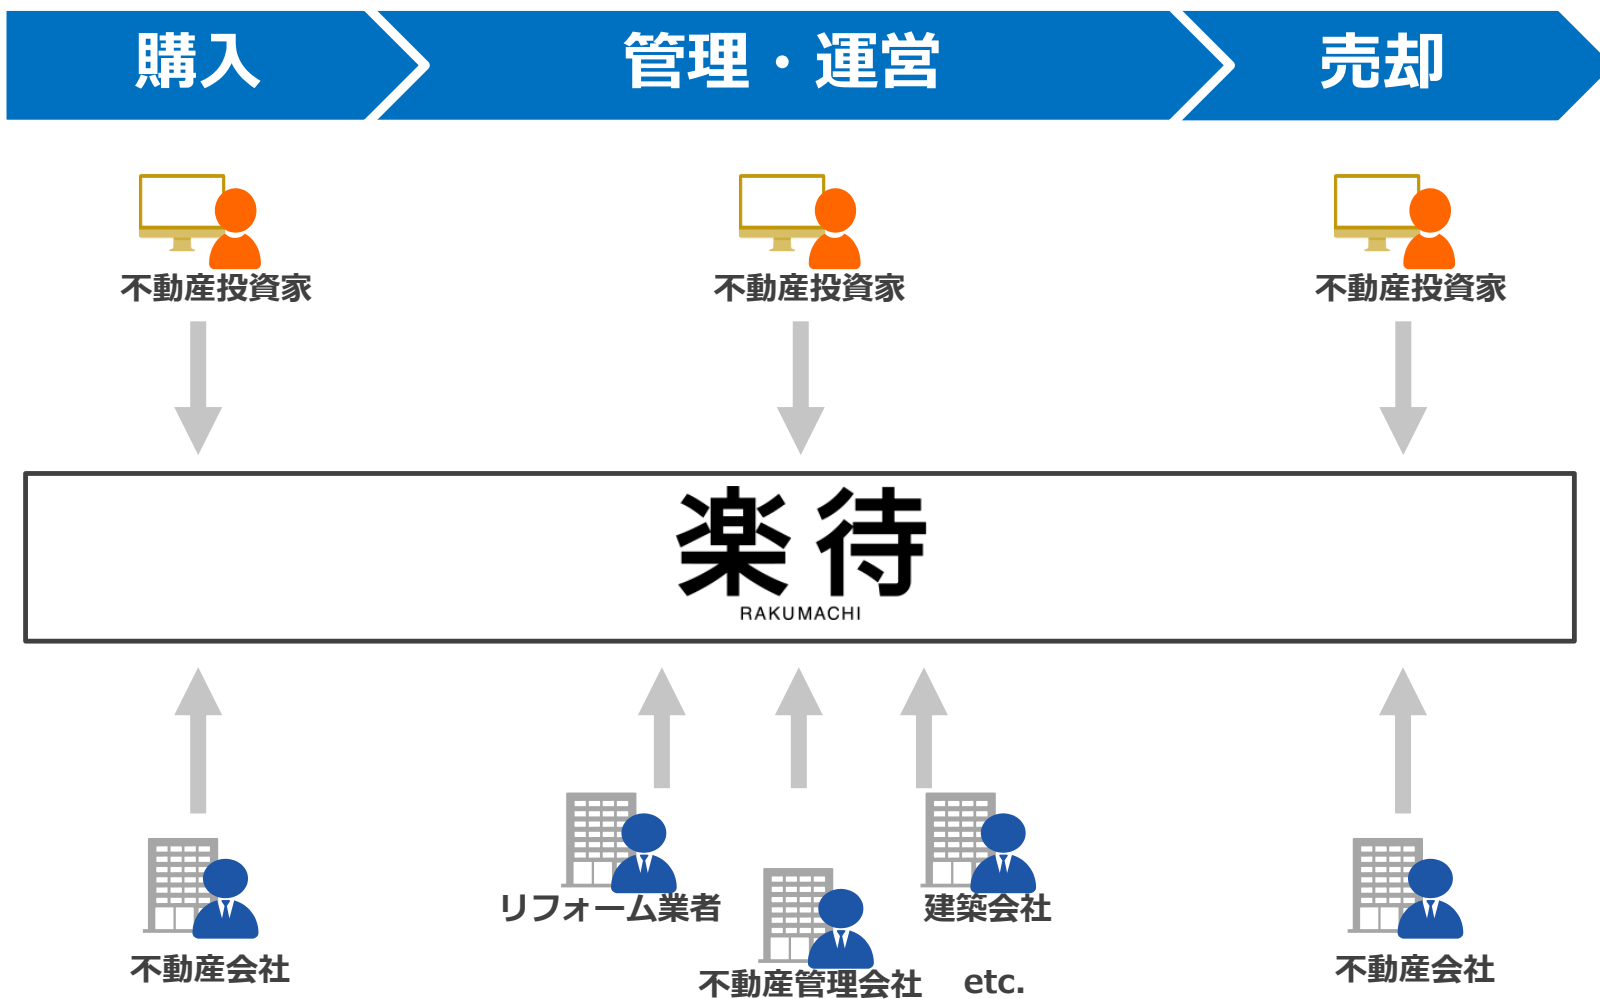 購入
管理・運営
売却
不動産投資家
不動産投資家
不動産投資家
楽待
RAKUMACHI
リフォーム業者
建築会社
不動産会社
不動産管理会社
etc.
不動産会社